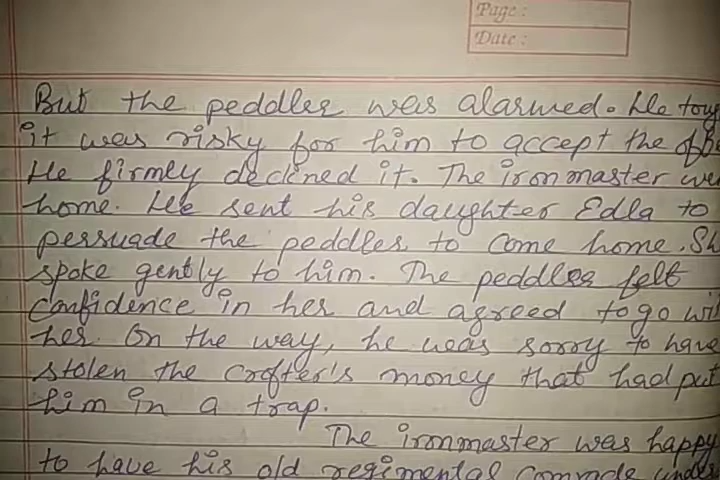 Page :
Date :
But the peddler was alarmed. He
it was risky for him to accept the
He firmly declined it. The ironmaster
home. He sent his daughter Edla to
persuade the peddler, to come home.
spoke gently to him. The peddler felt
confidence in her and agreed to go
her. On the way, he was sorry to have
stolen the crofter's money that had put
him in a trap.
The ironmaster was happy
to have his old regimental comrade